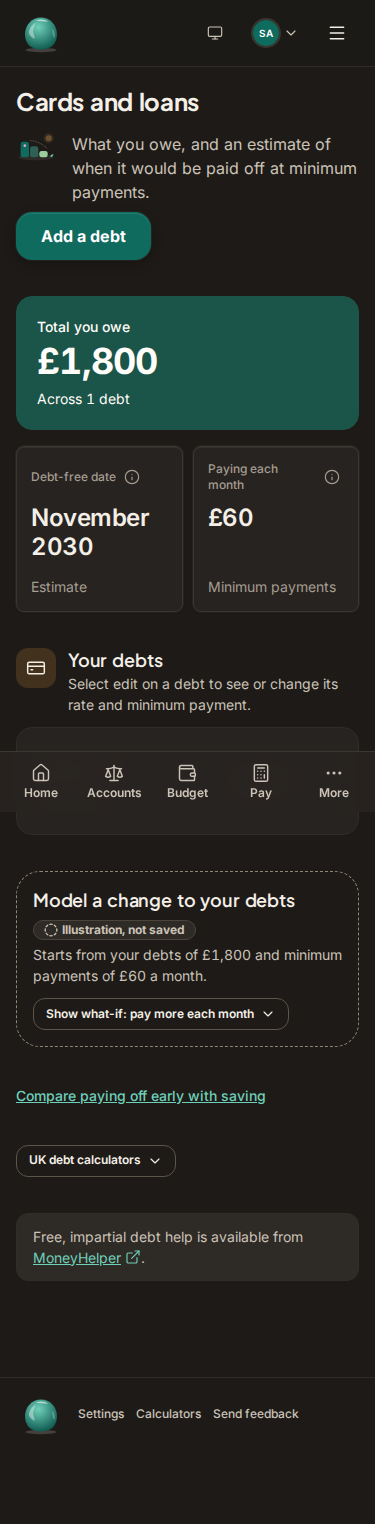 SA
Cards and loans
What you owe, and an estimate of
when it would be paid off at minimum
payments.
Add a debt
Total you owe
£1,800
Across 1 debt
Debt-free date
November
2030
Estimate
Paying each
month
£60
Minimum payments
Your debts
Select edit on a debt to see or change its
rate and minimum payment.
Home Accounts Budget Pay More
Model a change to your debts
Illustration, not saved
Starts from your debts of £1,800 and minimum
payments of £60 a month.
Show what-if: pay more each month
Compare paying off early with saving
UK debt calculators
Free, impartial debt help is available from
MoneyHelper.
Settings Calculators Send feedback